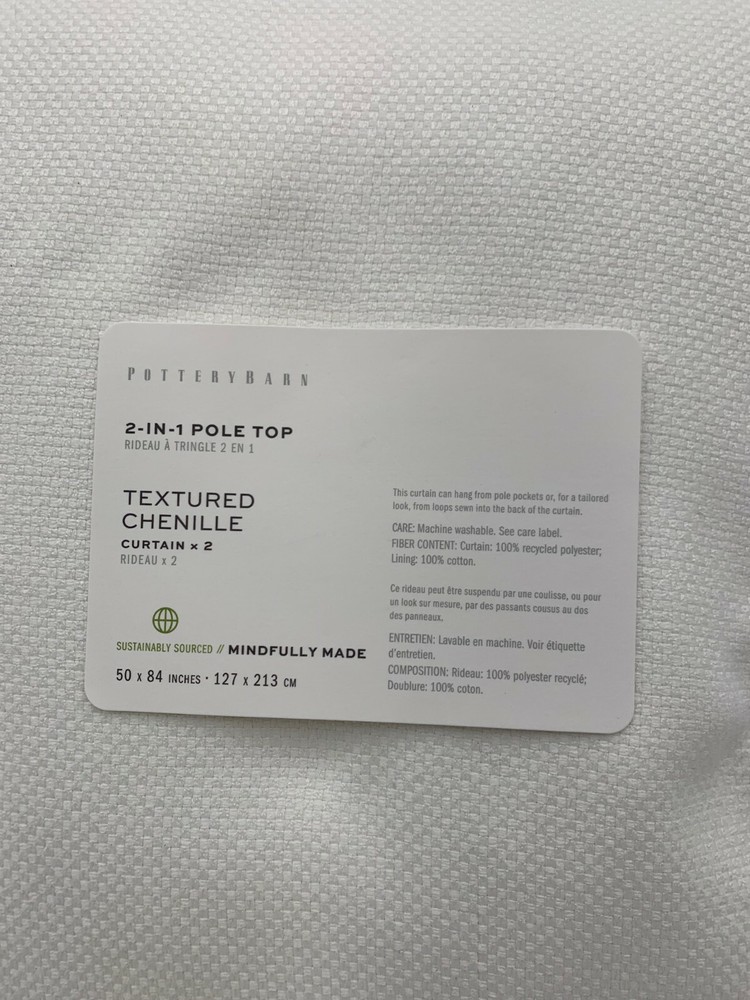 POTTERYBARN
2-IN-1 POLE TOP
RIDEAU À TRINGLE 2 EN 1
TEXTURED
CHENILLE
CURTAIN × 2
RIDEAU x 2
SUSTAINABLY SOURCED // MINDFULLY MADE
50 x 84 INCHES · 127 x 213 CM
This curtain can hang from pole pockets or, for a tailored
look, from loops sewn into the back of the curtain.
CARE: Machine washable. See care label.
FIBER CONTENT: Curtain: 100% recycled polyester;
Lining: 100% cotton.
Ce rideau peut être suspendu par une coulisse, ou pour
un look sur mesure, par des passants cousus au dos
des panneaux.
ENTRETIEN: Lavable en machine. Voir étiquette
d'entretien.
COMPOSITION: Rideau: 100% polyester recyclé;
Doublure: 100% coton.